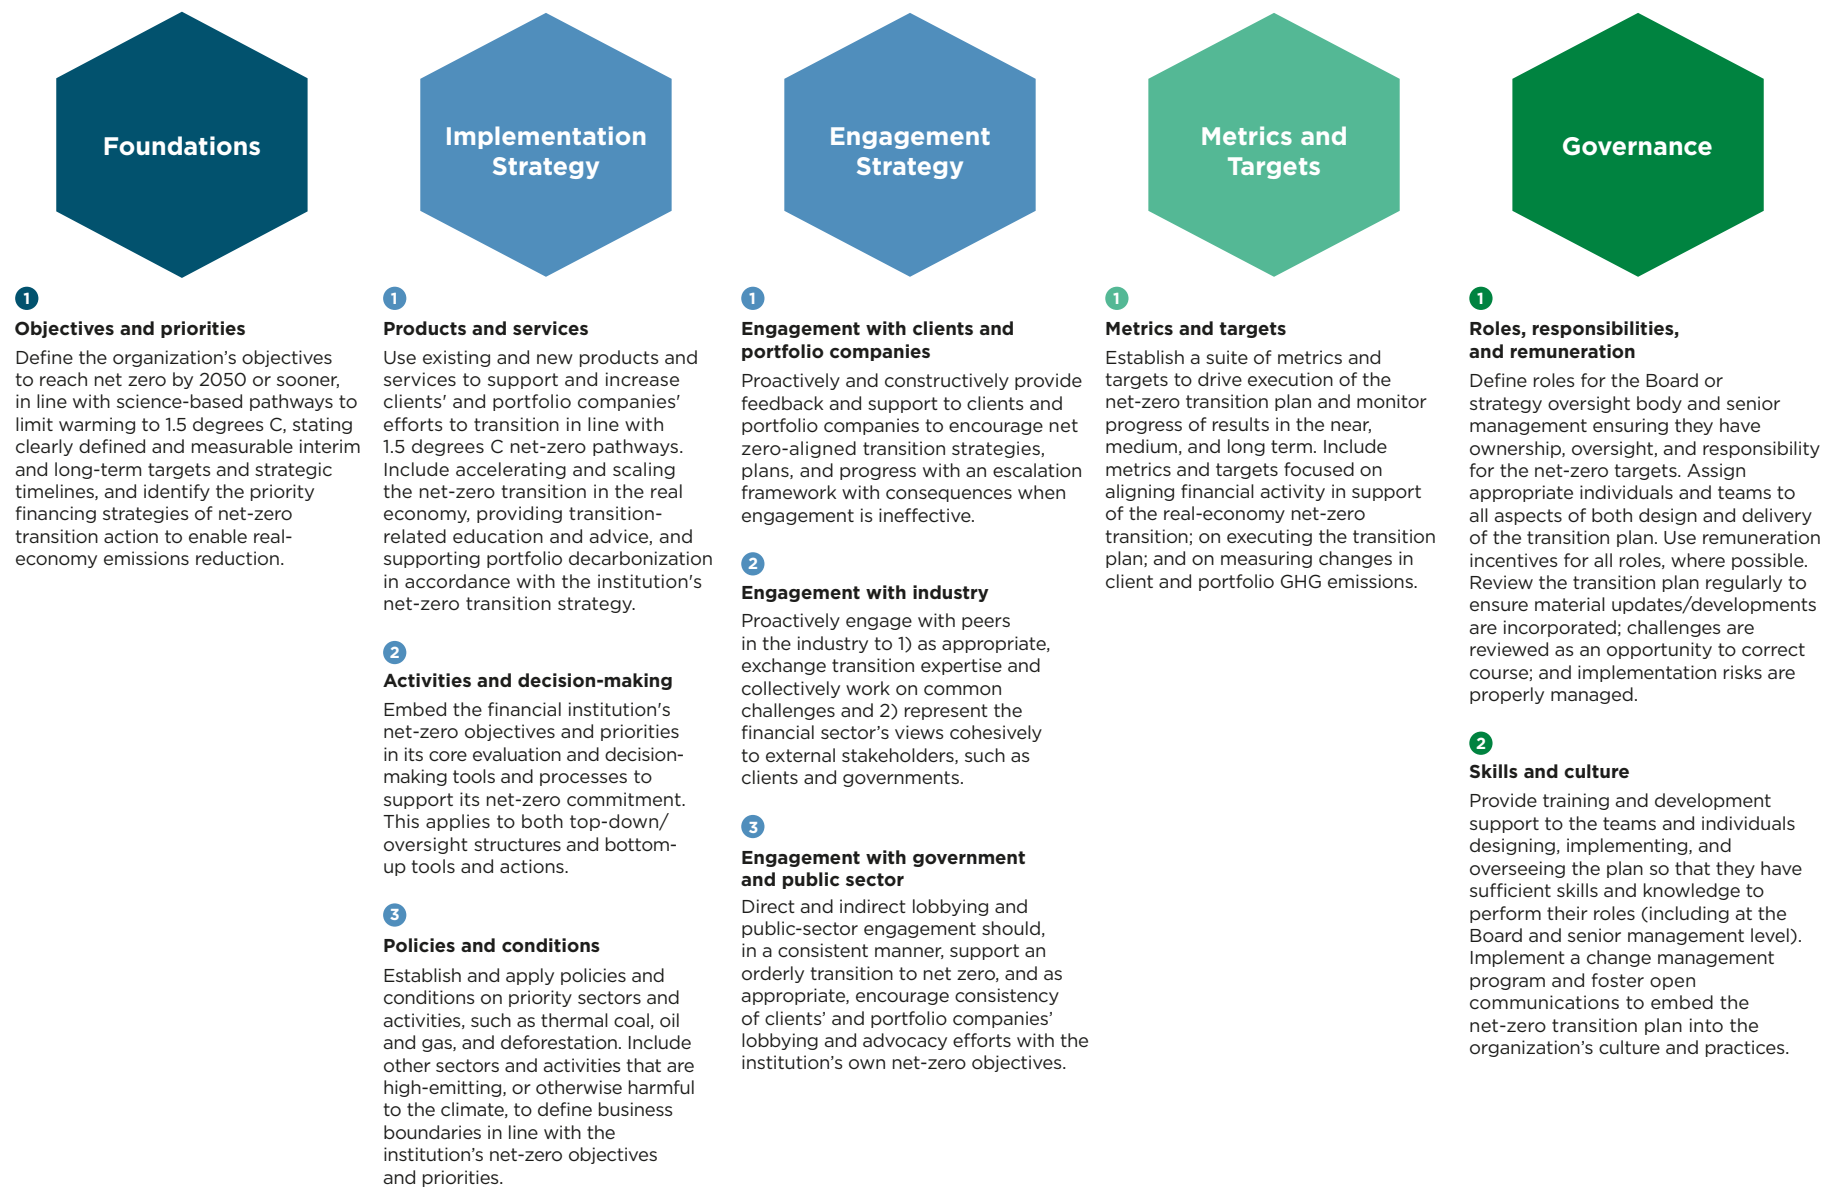 Foundations
1
Objectives and priorities
Define the organization’s objectives
to reach net zero by 2050 or sooner,
in line with science-based pathways to
limit warming to 1.5 degrees C, stating
clearly defined and measurable interim
and long-term targets and strategic
timelines, and identify the priority
financing strategies of net-zero
transition action to enable real-
economy emissions reduction.
Implementation
Strategy
1
Products and services
Use existing and new products and
services to support and increase
clients' and portfolio companies'
efforts to transition in line with
1.5 degrees C net-zero pathways.
Include accelerating and scaling
the net-zero transition in the real
economy, providing transition-
related education and advice, and
supporting portfolio decarbonization
in accordance with the institution's
net-zero transition strategy.
2
Activities and decision-making
Embed the financial institution's
net-zero objectives and priorities
in its core evaluation and decision-
making tools and processes to
support its net-zero commitment.
This applies to both top-down/
oversight structures and bottom-
up tools and actions.
3
Policies and conditions
Establish and apply policies and
conditions on priority sectors and
activities, such as thermal coal, oil
and gas, and deforestation. Include
other sectors and activities that are
high-emitting, or otherwise harmful
to the climate, to define business
boundaries in line with the
institution’s net-zero objectives
and priorities.
Engagement
Strategy
1
Engagement with clients and
portfolio companies
Proactively and constructively provide
feedback and support to clients and
portfolio companies to encourage net
zero-aligned transition strategies,
plans, and progress with an escalation
framework with consequences when
engagement is ineffective.
2
Engagement with industry
Proactively engage with peers
in the industry to 1) as appropriate,
exchange transition expertise and
collectively work on common
challenges and 2) represent the
financial sector’s views cohesively
to external stakeholders, such as
clients and governments.
3
Engagement with government
and public sector
Direct and indirect lobbying and
public-sector engagement should,
in a consistent manner, support an
orderly transition to net zero, and as
appropriate, encourage consistency
of clients’ and portfolio companies’
lobbying and advocacy efforts with the
institution’s own net-zero objectives.
Metrics and
Targets
1
Metrics and targets
Establish a suite of metrics and
targets to drive execution of the
net-zero transition plan and monitor
progress of results in the near,
medium, and long term. Include
metrics and targets focused on
aligning financial activity in support
of the real-economy net-zero
transition; on executing the transition
plan; and on measuring changes in
client and portfolio GHG emissions.
Governance
1
Roles, responsibilities,
and remuneration
Define roles for the Board or
strategy oversight body and senior
management ensuring they have
ownership, oversight, and responsibility
for the net-zero targets. Assign
appropriate individuals and teams to
all aspects of both design and delivery
of the transition plan. Use remuneration
incentives for all roles, where possible.
Review the transition plan regularly to
ensure material updates/developments
are incorporated; challenges are
reviewed as an opportunity to correct
course; and implementation risks are
properly managed.
2
Skills and culture
Provide training and development
support to the teams and individuals
designing, implementing, and
overseeing the plan so that they have
sufficient skills and knowledge to
perform their roles (including at the
Board and senior management level).
Implement a change management
program and foster open
communications to embed the
net-zero transition plan into the
organization’s culture and practices.